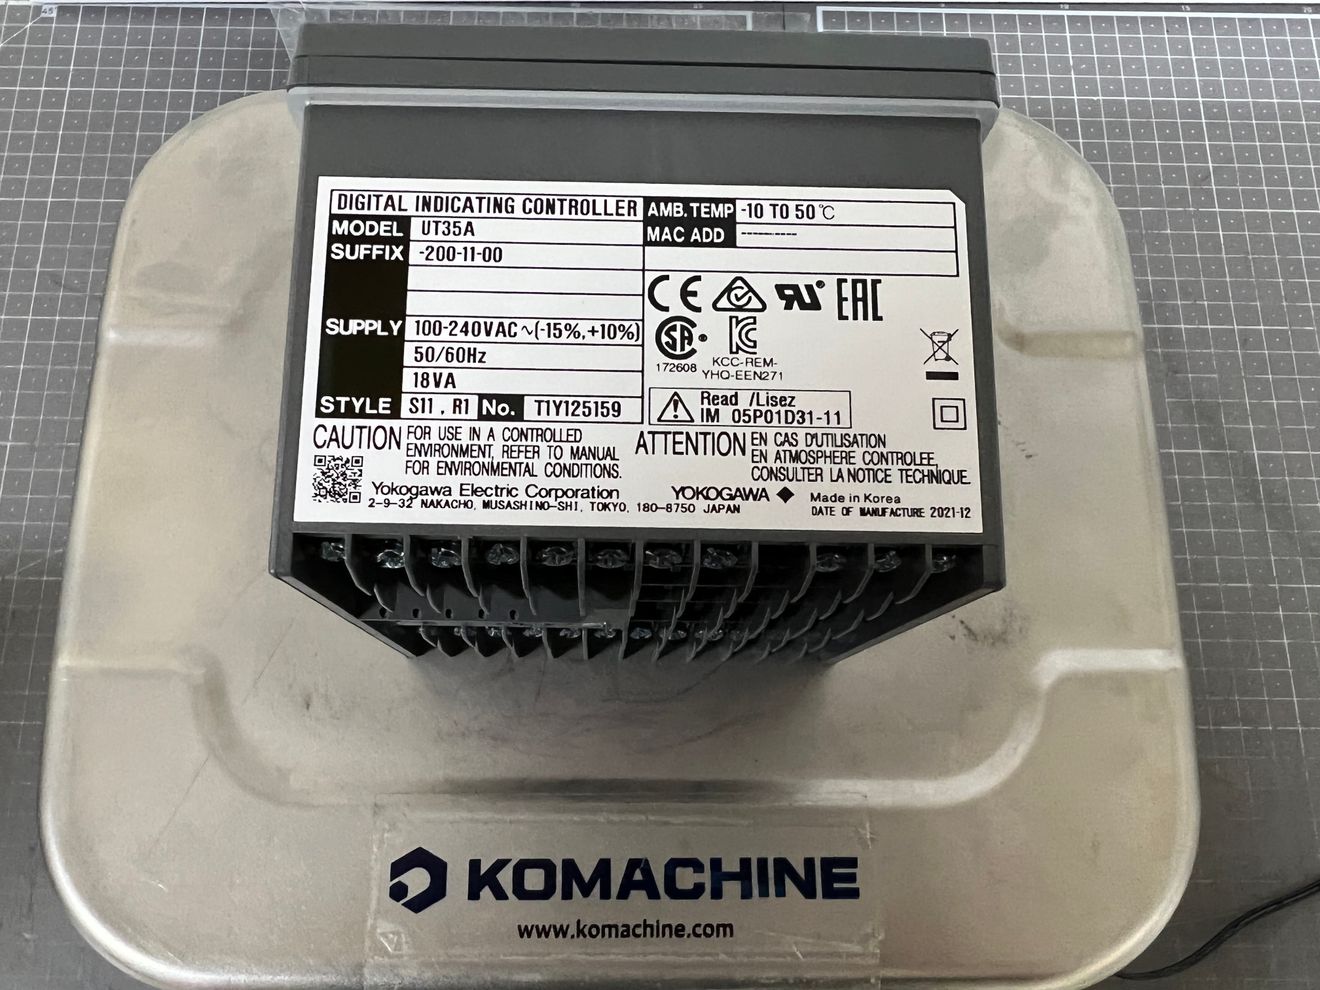 DIGITAL INDICATING CONTROLLER
MODEL UT35A
SUFFIX -200-11-00
SUPPLY 100-240VAC～(-15%,+10%)
50/60Hz
18VA
STYLE S11 , R1 No. T1Y125159
AMB.TEMP -10 TO 50℃
MAC ADD ----------
CE RU EAC
SA
172608
KC
KCC-REM-
YHQ-EEN271
Read /Lisez
IM 05P01D31-11
CAUTION FOR USE IN A CONTROLLED
ENVIRONMENT, REFER TO MANUAL
FOR ENVIRONMENTAL CONDITIONS.
ATTENTION EN CAS D'UTILISATION
EN ATMOSPHERE CONTROLEE,
CONSULTER LA NOTICE TECHNIQUE.
Yokogawa Electric Corporation
2-9-32 NAKACHO, MUSASHINO-SHI, TOKYO, 180-8750 JAPAN
YOKOGAWA ◆ Made in Korea
DATE OF MANUFACTURE 2021-12
KOMACHINE
www.komachine.com